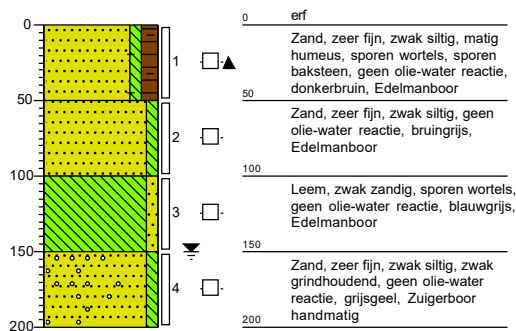 0
50
100
150
200
1
2
3
4
0 erf
Zand, zeer fijn, zwak siltig, matig
humeus, sporen wortels, sporen
baksteen, geen olie-water reactie,
donkerbruin, Edelmanboor
50
Zand, zeer fijn, zwak siltig, geen
olie-water reactie, bruingrijs,
Edelmanboor
100
Leem, zwak zandig, sporen wortels,
geen olie-water reactie, blauwgrijs,
Edelmanboor
150
Zand, zeer fijn, zwak siltig, zwak
grindhoudend, geen olie-water
reactie, grijsgeel, Zuigerboor
handmatig
200